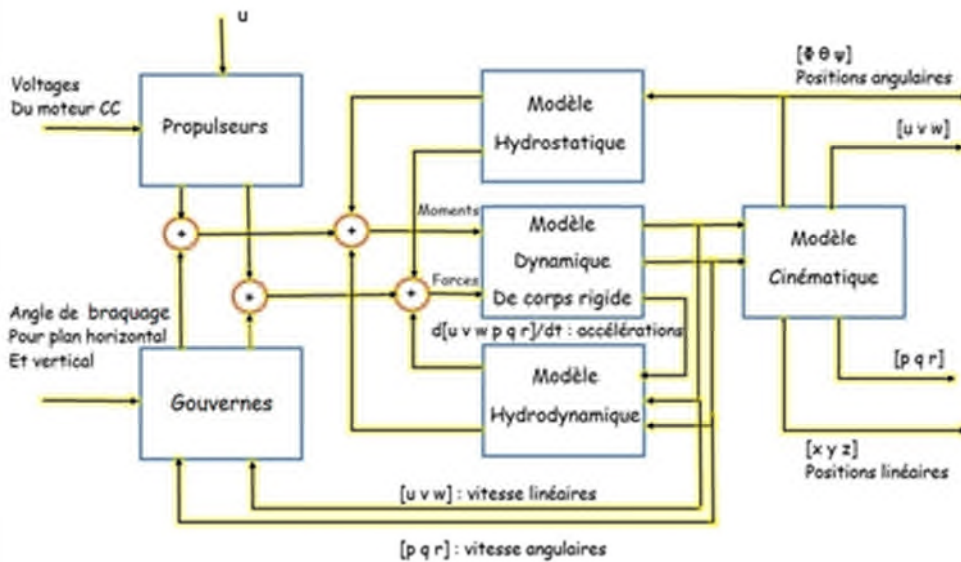 u
Voltages
Du moteur CC
Propulseurs
Modèle
Hydrostatique
[Φ θ ψ]
Positions angulaires
[u v w]
+
+
Moments
Modèle
Dynamique
De corps rigide
Modèle
Cinématique
+
+
Forces
Angle de braquage
Pour plan horizontal
Et vertical
d[u v w p q r]/dt : accélérations
Gouvernes
Modèle
Hydrodynamique
[p q r]
[x y z]
Positions linéaires
[u v w] : vitesse linéaires
[p q r] : vitesse angulaires